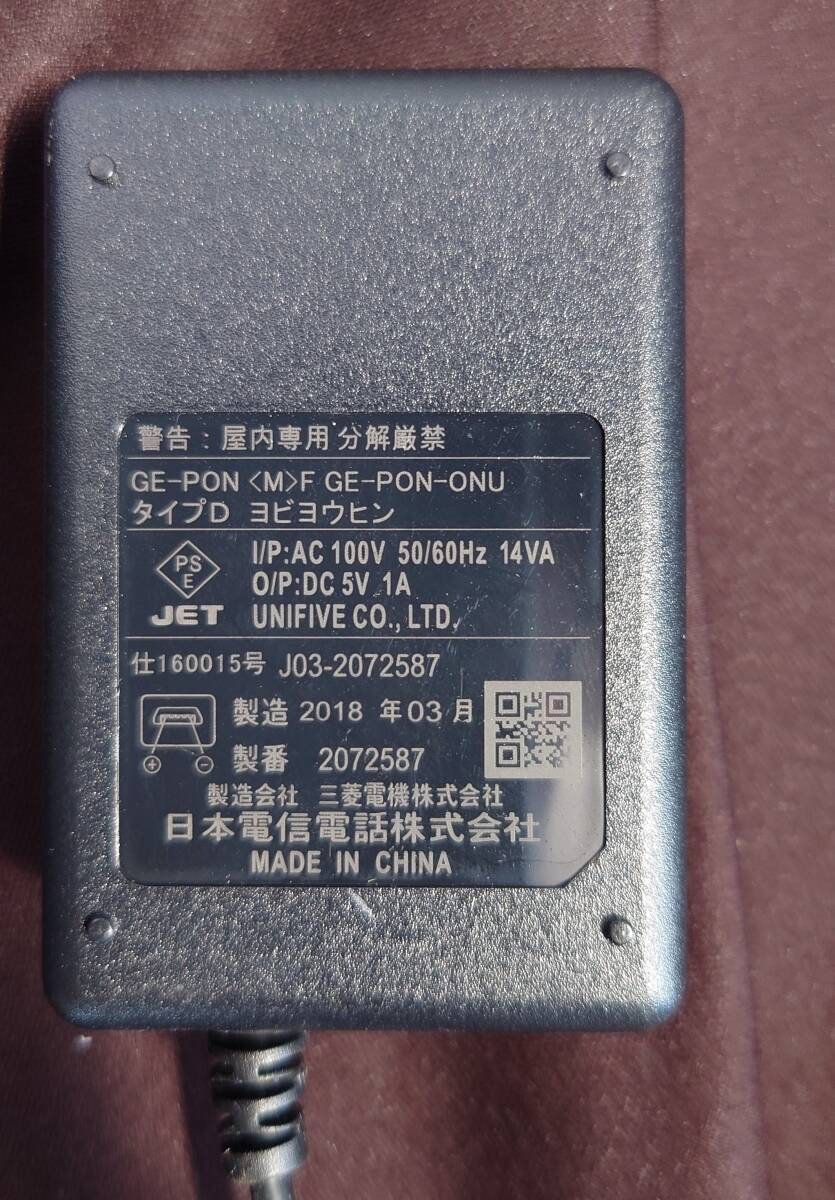 警告:屋内専用 分解厳禁
GE-PON <M>F GE-PON-ONU
タイプD ヨビヨウヒン
PS
E
JET
I/P:AC 100V 50/60Hz 14VA
O/P:DC 5V 1A
UNIFIVE CO., LTD.
仕160015号 J03-2072587
製造 2018 年 03 月
製番 2072587
製造会社 三菱電機株式会社
日本電信電話株式会社
MADE IN CHINA